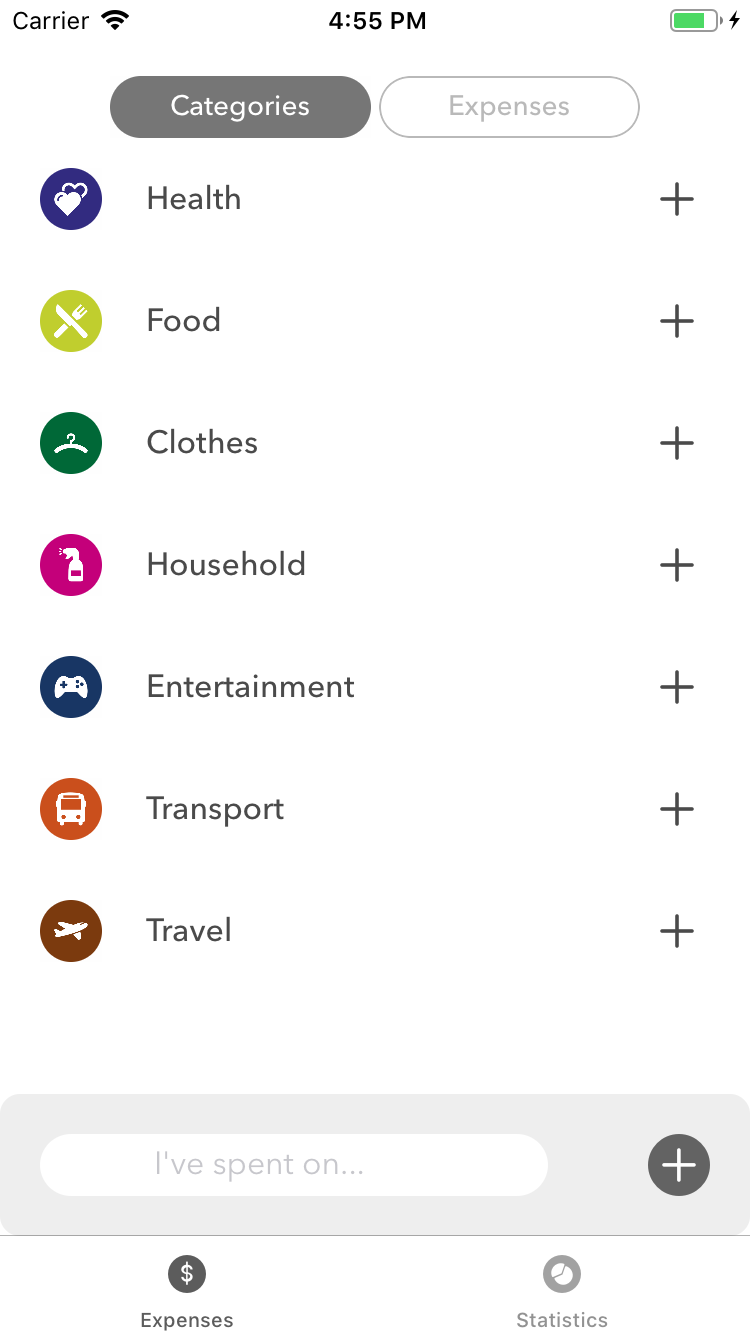 Carrier 4:55 PM
Categories Expenses
Health
Food
Clothes
Household
Entertainment
Transport
Travel
I've spent on...
$
Expenses Statistics